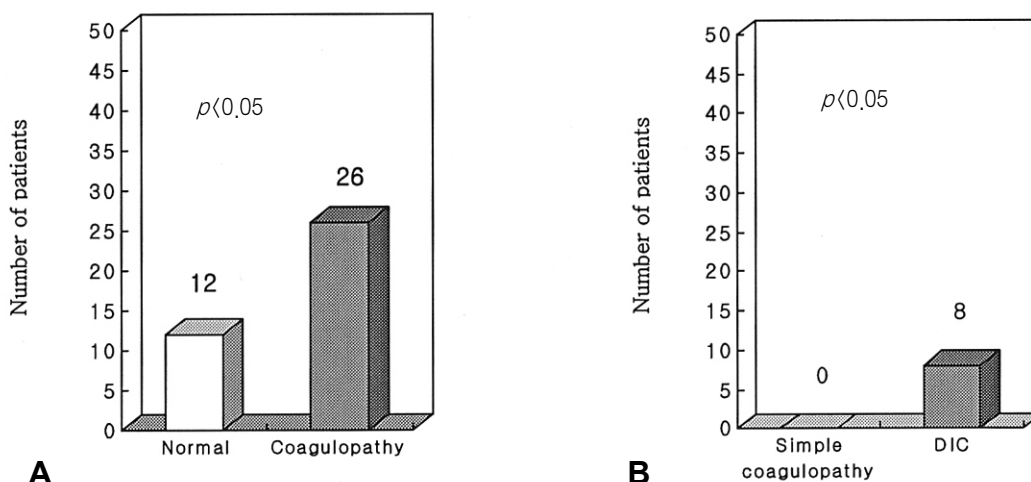 Number of patients
50
45
40
35
30
25
20
15
10
5
0
p⟨0.05
12
26
Normal
Coagulopathy
A
Number of patients
50
45
40
35
30
25
20
15
10
5
0
p⟨0.05
0
8
Simple
coagulopathy
DIC
B